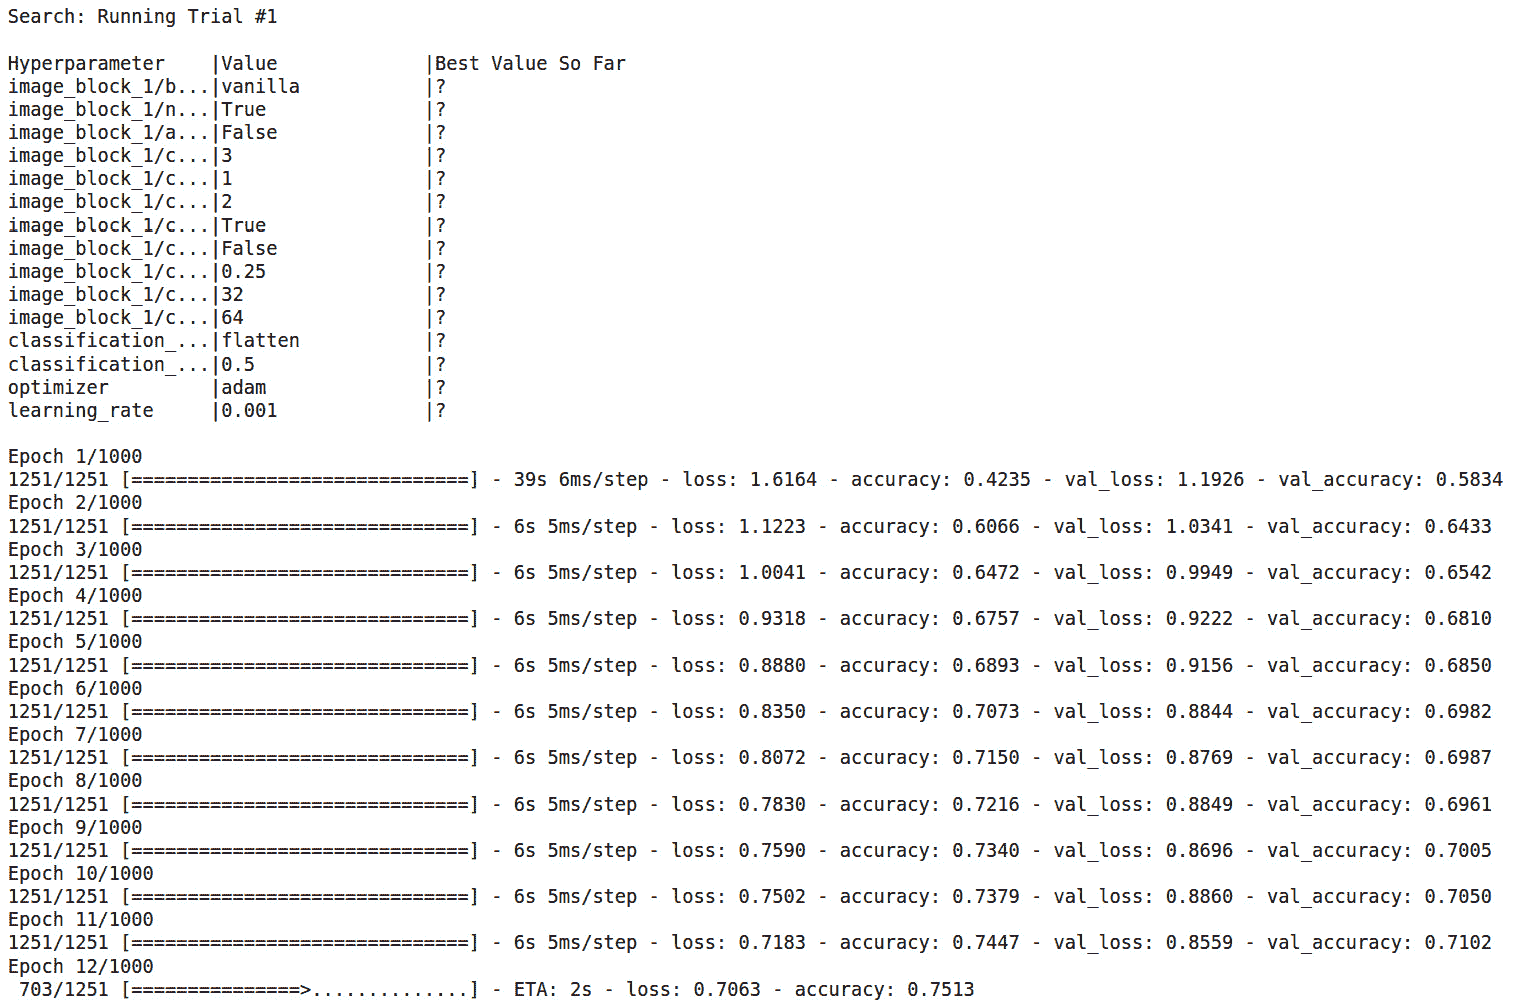 Search: Running Trial #1
Hyperparameter    |Value             |Best Value So Far
image_block_1/b...|vanilla           |?
image_block_1/n...|True              |?
image_block_1/a...|False             |?
image_block_1/c...|3                 |?
image_block_1/c...|1                 |?
image_block_1/c...|2                 |?
image_block_1/c...|True              |?
image_block_1/c...|False             |?
image_block_1/c...|0.25              |?
image_block_1/c...|32                |?
image_block_1/c...|64                |?
classification_...|flatten           |?
classification_...|0.5               |?
optimizer         |adam              |?
learning_rate     |0.001             |?
Epoch 1/1000
1251/1251 [==============================] - 39s 6ms/step - loss: 1.6164 - accuracy: 0.4235 - val_loss: 1.1926 - val_accuracy: 0.5834
Epoch 2/1000
1251/1251 [==============================] - 6s 5ms/step - loss: 1.1223 - accuracy: 0.6066 - val_loss: 1.0341 - val_accuracy: 0.6433
Epoch 3/1000
1251/1251 [==============================] - 6s 5ms/step - loss: 1.0041 - accuracy: 0.6472 - val_loss: 0.9949 - val_accuracy: 0.6542
Epoch 4/1000
1251/1251 [==============================] - 6s 5ms/step - loss: 0.9318 - accuracy: 0.6757 - val_loss: 0.9222 - val_accuracy: 0.6810
Epoch 5/1000
1251/1251 [==============================] - 6s 5ms/step - loss: 0.8880 - accuracy: 0.6893 - val_loss: 0.9156 - val_accuracy: 0.6850
Epoch 6/1000
1251/1251 [==============================] - 6s 5ms/step - loss: 0.8350 - accuracy: 0.7073 - val_loss: 0.8844 - val_accuracy: 0.6982
Epoch 7/1000
1251/1251 [==============================] - 6s 5ms/step - loss: 0.8072 - accuracy: 0.7150 - val_loss: 0.8769 - val_accuracy: 0.6987
Epoch 8/1000
1251/1251 [==============================] - 6s 5ms/step - loss: 0.7830 - accuracy: 0.7216 - val_loss: 0.8849 - val_accuracy: 0.6961
Epoch 9/1000
1251/1251 [==============================] - 6s 5ms/step - loss: 0.7590 - accuracy: 0.7340 - val_loss: 0.8696 - val_accuracy: 0.7005
Epoch 10/1000
1251/1251 [==============================] - 6s 5ms/step - loss: 0.7502 - accuracy: 0.7379 - val_loss: 0.8860 - val_accuracy: 0.7050
Epoch 11/1000
1251/1251 [==============================] - 6s 5ms/step - loss: 0.7183 - accuracy: 0.7447 - val_loss: 0.8559 - val_accuracy: 0.7102
Epoch 12/1000
 703/1251 [===============>..............] - ETA: 2s - loss: 0.7063 - accuracy: 0.7513